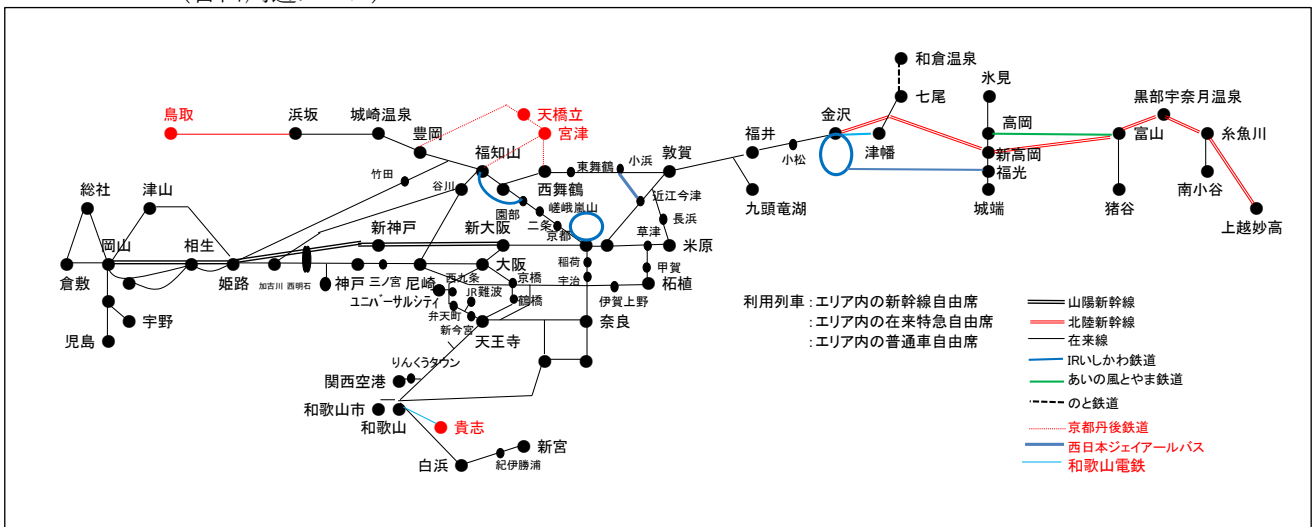 和倉温泉
氷見
七尾
黒部宇奈月温泉
鳥取
浜坂
城崎温泉
天橋立
宮津
豊岡
金沢
高岡
富山
糸魚川
福井
小松
津幡
新高岡
福知山
東舞鶴
小浜
敦賀
竹田
谷川
西舞鶴
近江今津
福光
南小谷
総社
津山
園部
嵯峨嵐山
長浜
九頭竜湖
城端
猪谷
上越妙高
二条
京都
草津
米原
岡山
相生
新神戸
新大阪
稲荷
甲賀
倉敷
姫路
加古川
西明石
神戸
三ノ宮
尼崎
大阪
西九条
京橋
宇治
柘植
ユニバーサルシティ
JR難波
鶴橋
伊賀上野
弁天町
新今宮
宇野
児島
天王寺
奈良
りんくうタウン
関西空港
和歌山市
和歌山
貴志
新宮
白浜
紀伊勝浦
利用列車:エリア内の新幹線自由席
:エリア内の在来特急自由席
:エリア内の普通車自由席
山陽新幹線
北陸新幹線
在来線
IRいしかわ鉄道
あいの風とやま鉄道
のと鉄道
京都丹後鉄道
西日本ジェイアールバス
和歌山電鉄